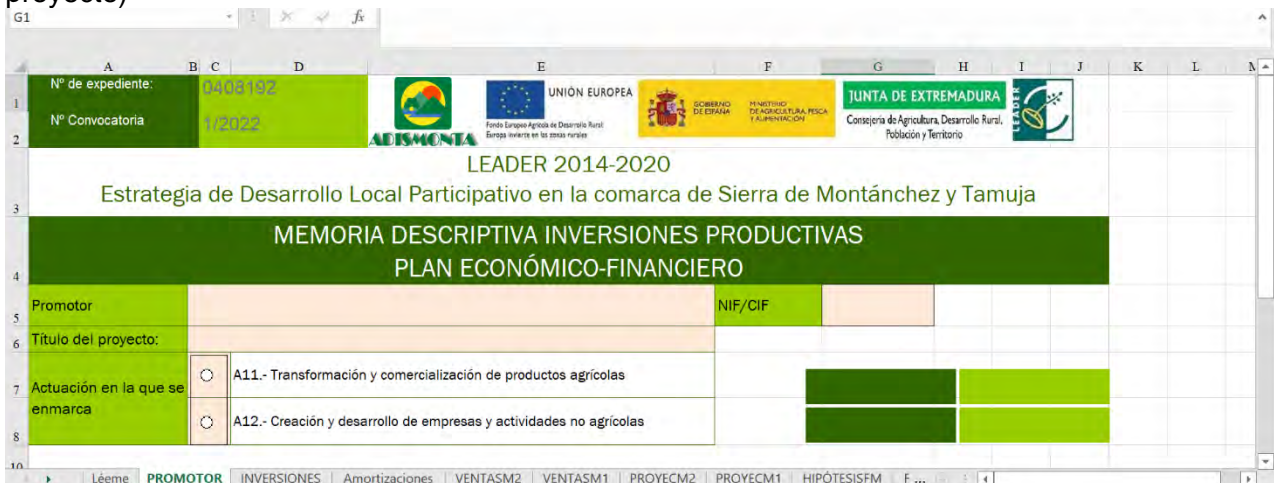 proyecto)
G1
fx
A B C D E F G H I J K L M
1 Nº de expediente: 0408192
2 Nº Convocatoria 1/2022
ADISMONTA
UNIÓN EUROPEA
Fondo Europeo Agrícola de Desarrollo Rural:
Europa invierte en las zonas rurales
GOBIERNO DE ESPAÑA
MINISTERIO DE AGRICULTURA, PESCA Y ALIMENTACIÓN
JUNTA DE EXTREMADURA
Consejería de Agricultura, Desarrollo Rural,
Población y Territorio
LEADER
LEADER 2014-2020
3 Estrategia de Desarrollo Local Participativo en la comarca de Sierra de Montánchez y Tamuja
MEMORIA DESCRIPTIVA INVERSIONES PRODUCTIVAS
4 PLAN ECONÓMICO-FINANCIERO
5 Promotor NIF/CIF
6 Título del proyecto:
7 Actuación en la que se enmarca
A11.- Transformación y comercialización de productos agrícolas
8 A12.- Creación y desarrollo de empresas y actividades no agrícolas
10
Léeme PROMOTOR INVERSIONES Amortizaciones VENTASM2 VENTASM1 PROYECM2 PROYECM1 HIPÓTESISFM F ...